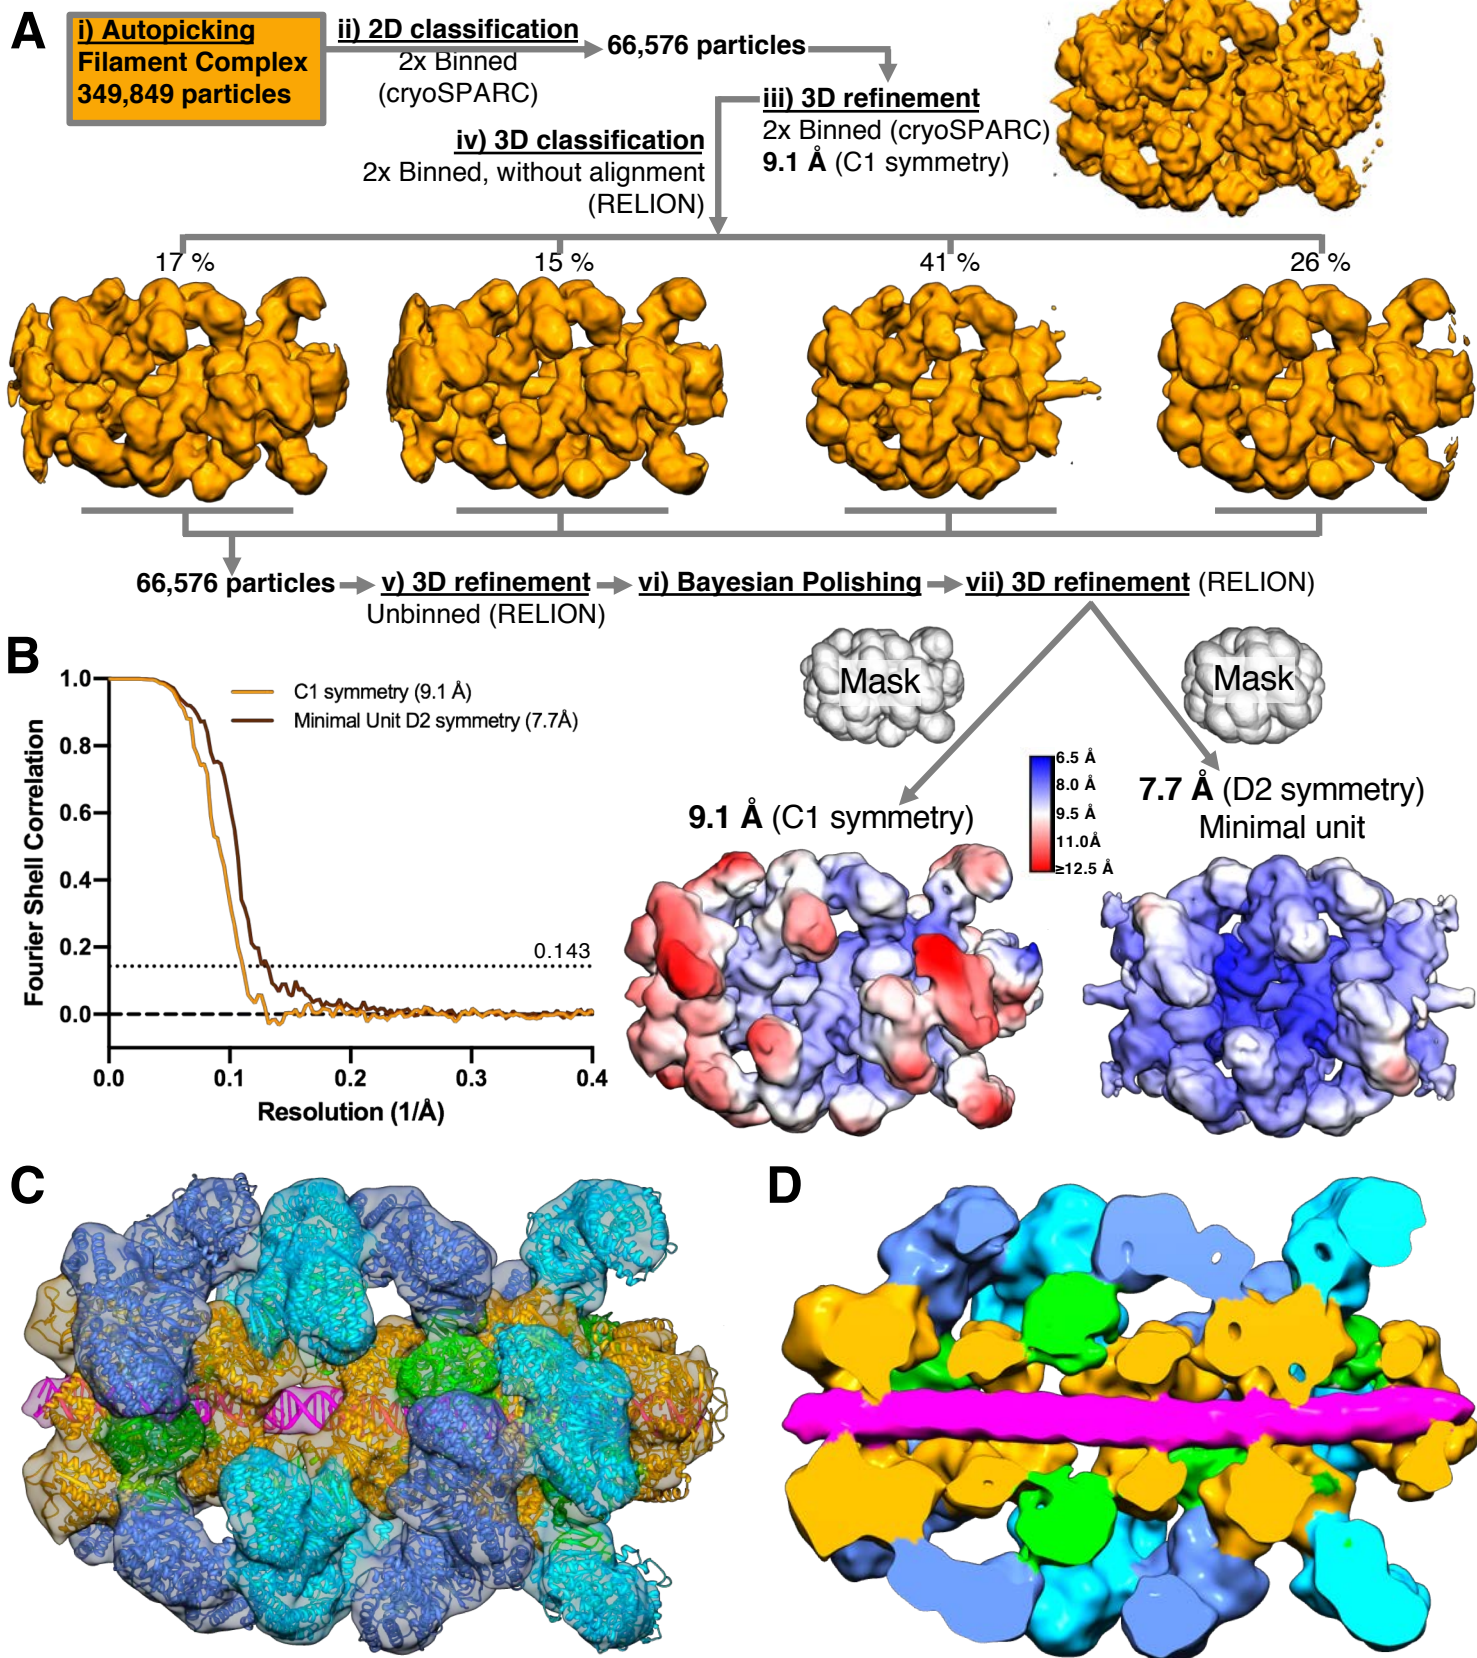 A
i) Autopicking
Filament Complex
349,849 particles
ii) 2D classification
2x Binned
(cryoSPARC)
66,576 particles
iii) 3D refinement
2x Binned (cryoSPARC)
9.1 Å (C1 symmetry)
iv) 3D classification
2x Binned, without alignment
(RELION)
17 %
15 %
41 %
26 %
66,576 particles
v) 3D refinement
Unbinned (RELION)
vi) Bayesian Polishing
vii) 3D refinement (RELION)
Mask
Mask
6.5 Å
8.0 Å
9.5 Å
11.0Å
≥12.5 Å
9.1 Å (C1 symmetry)
7.7 Å (D2 symmetry)
Minimal unit
B
C1 symmetry (9.1 Å)
Minimal Unit D2 symmetry (7.7Å)
Fourier Shell Correlation
1.0
0.8
0.6
0.4
0.2
0.0
0.143
0.0
0.1
0.2
0.3
0.4
Resolution (1/Å)
C
D